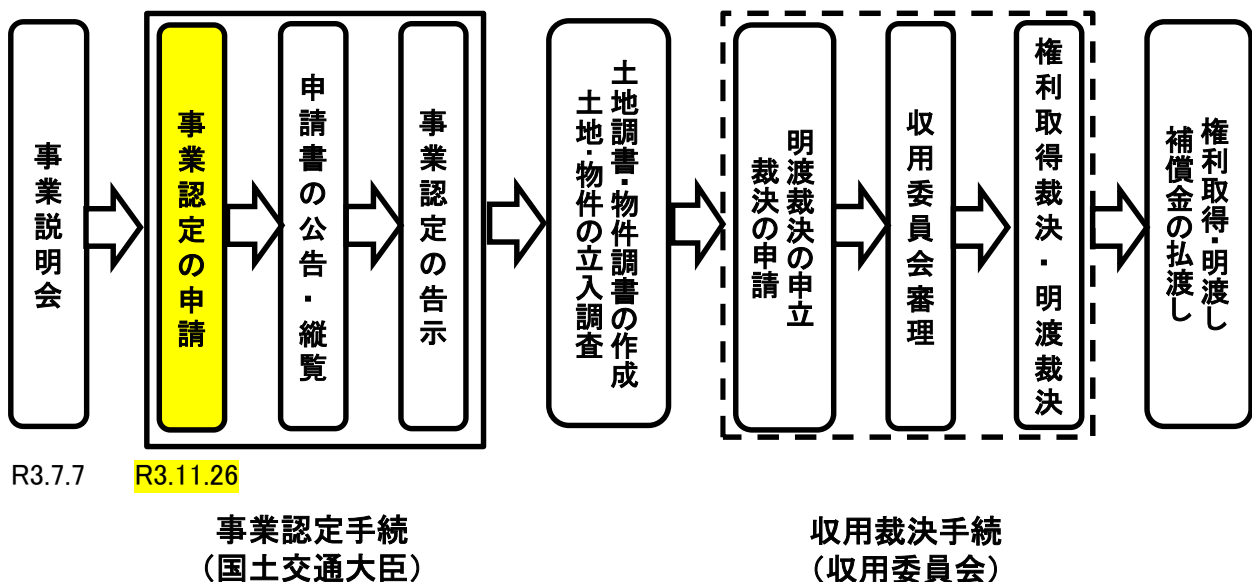 事業説明会
事業認定の申請
申請書の公告・縦覧
事業認定の告示
土地調書・物件調書の作成
土地・物件の立入調査
明渡裁決の申立
裁決の申請
収用委員会審理
権利取得裁決・明渡裁決
権利取得・明渡し
補償金の払渡し
R3.7.7
R3.11.26
事業認定手続
（国土交通大臣）
収用裁決手続
（収用委員会）